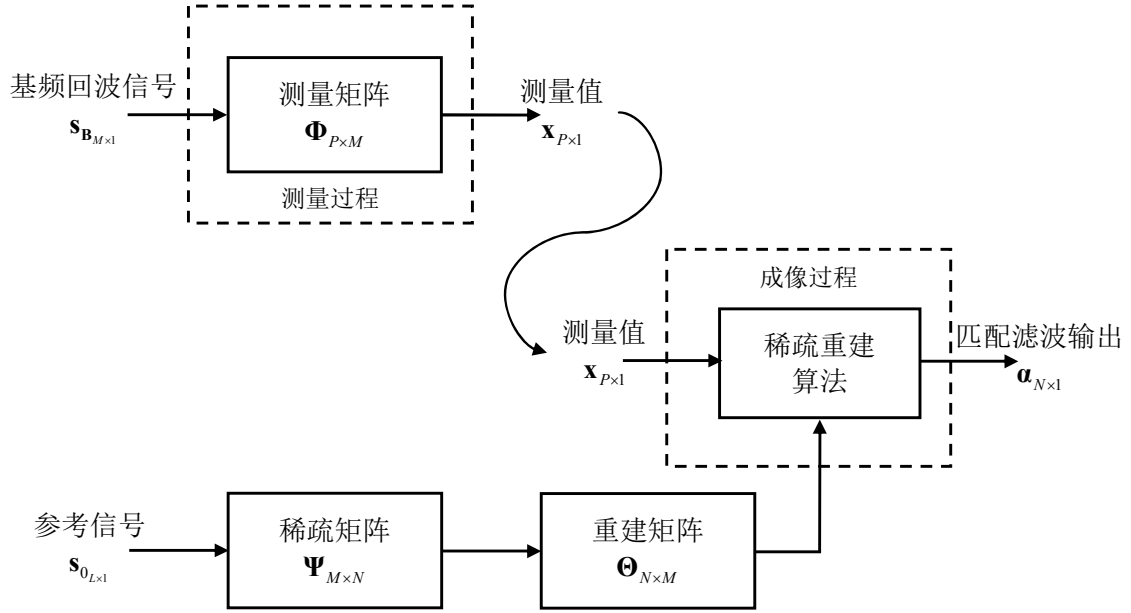 基频回波信号
s_{B_{M×1}}
测量矩阵
Φ_{P×M}
测量过程
测量值
x_{P×1}
成像过程
测量值
x_{P×1}
稀疏重建
算法
匹配滤波输出
α_{N×1}
参考信号
s_{0_{L×1}}
稀疏矩阵
Ψ_{M×N}
重建矩阵
Θ_{N×M}